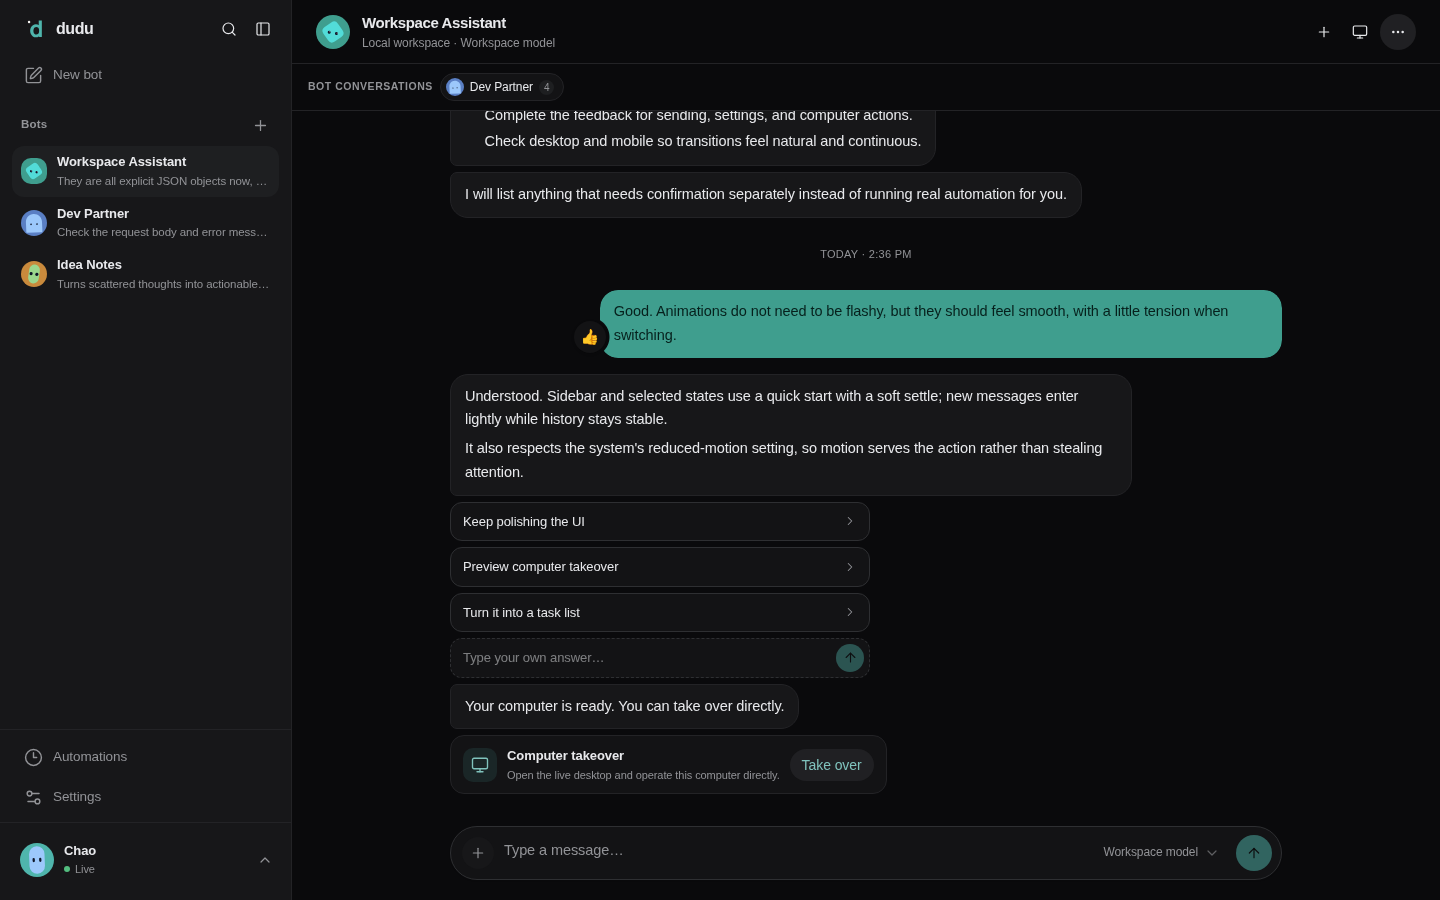 dudu
New bot
Bots
Workspace Assistant
They are all explicit JSON objects now, …
Dev Partner
Check the request body and error mess…
Idea Notes
Turns scattered thoughts into actionable…
Automations
Settings
Chao
Live
Workspace Assistant
Local workspace · Workspace model
BOT CONVERSATIONS
Dev Partner 4
Complete the feedback for sending, settings, and computer actions.
Check desktop and mobile so transitions feel natural and continuous.
I will list anything that needs confirmation separately instead of running real automation for you.
TODAY · 2:36 PM
Good. Animations do not need to be flashy, but they should feel smooth, with a little tension when
switching.
Understood. Sidebar and selected states use a quick start with a soft settle; new messages enter
lightly while history stays stable.
It also respects the system's reduced-motion setting, so motion serves the action rather than stealing
attention.
Keep polishing the UI
Preview computer takeover
Turn it into a task list
Type your own answer…
Your computer is ready. You can take over directly.
Computer takeover
Open the live desktop and operate this computer directly.
Take over
Type a message…
Workspace model